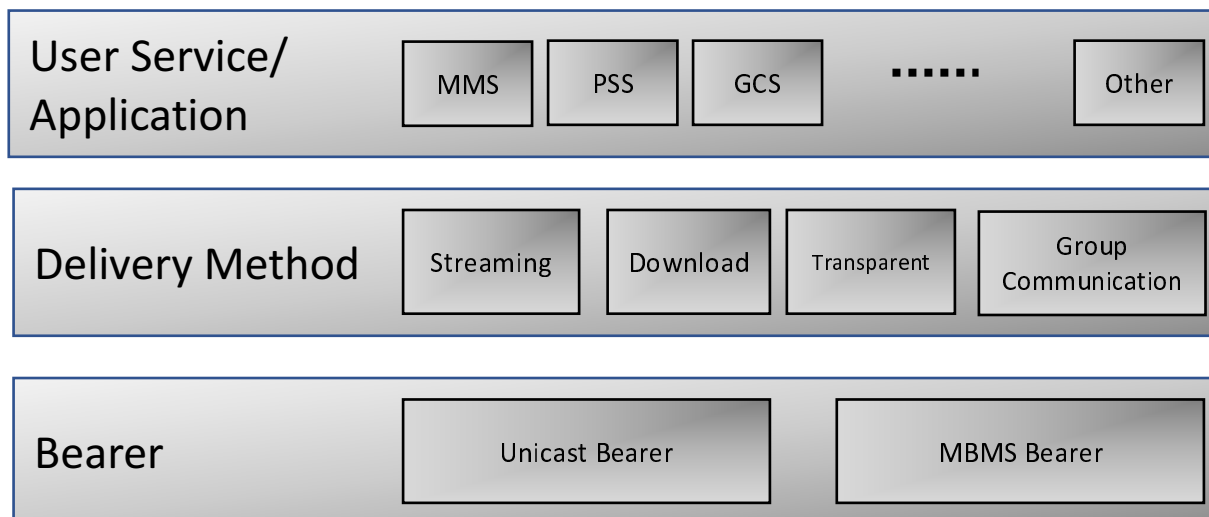 User Service/
Application
MMS
PSS
GCS
......
Other
Delivery Method
Streaming
Download
Transparent
Group
Communication
Bearer
Unicast Bearer
MBMS Bearer